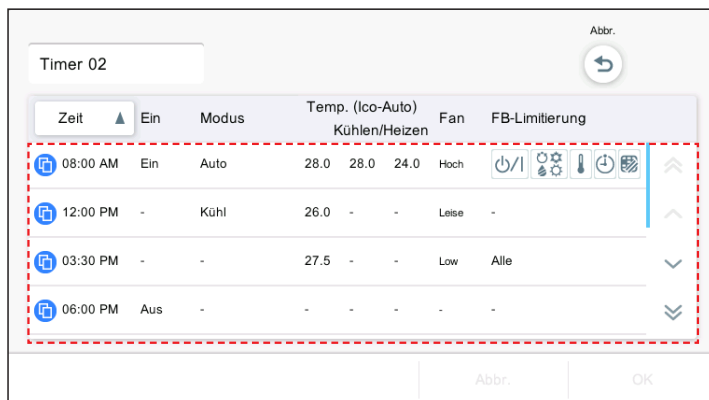 Abbr.
Timer 02
Zeit Ein Modus Temp. (Ico-Auto) Kühlen/Heizen Fan FB-Limitierung
08:00 AM Ein Auto 28.0 28.0 24.0 Hoch
12:00 PM - Kühl 26.0 - - Leise -
03:30 PM - - 27.5 - - Low Alle
06:00 PM Aus - - - - - -
Abbr. OK